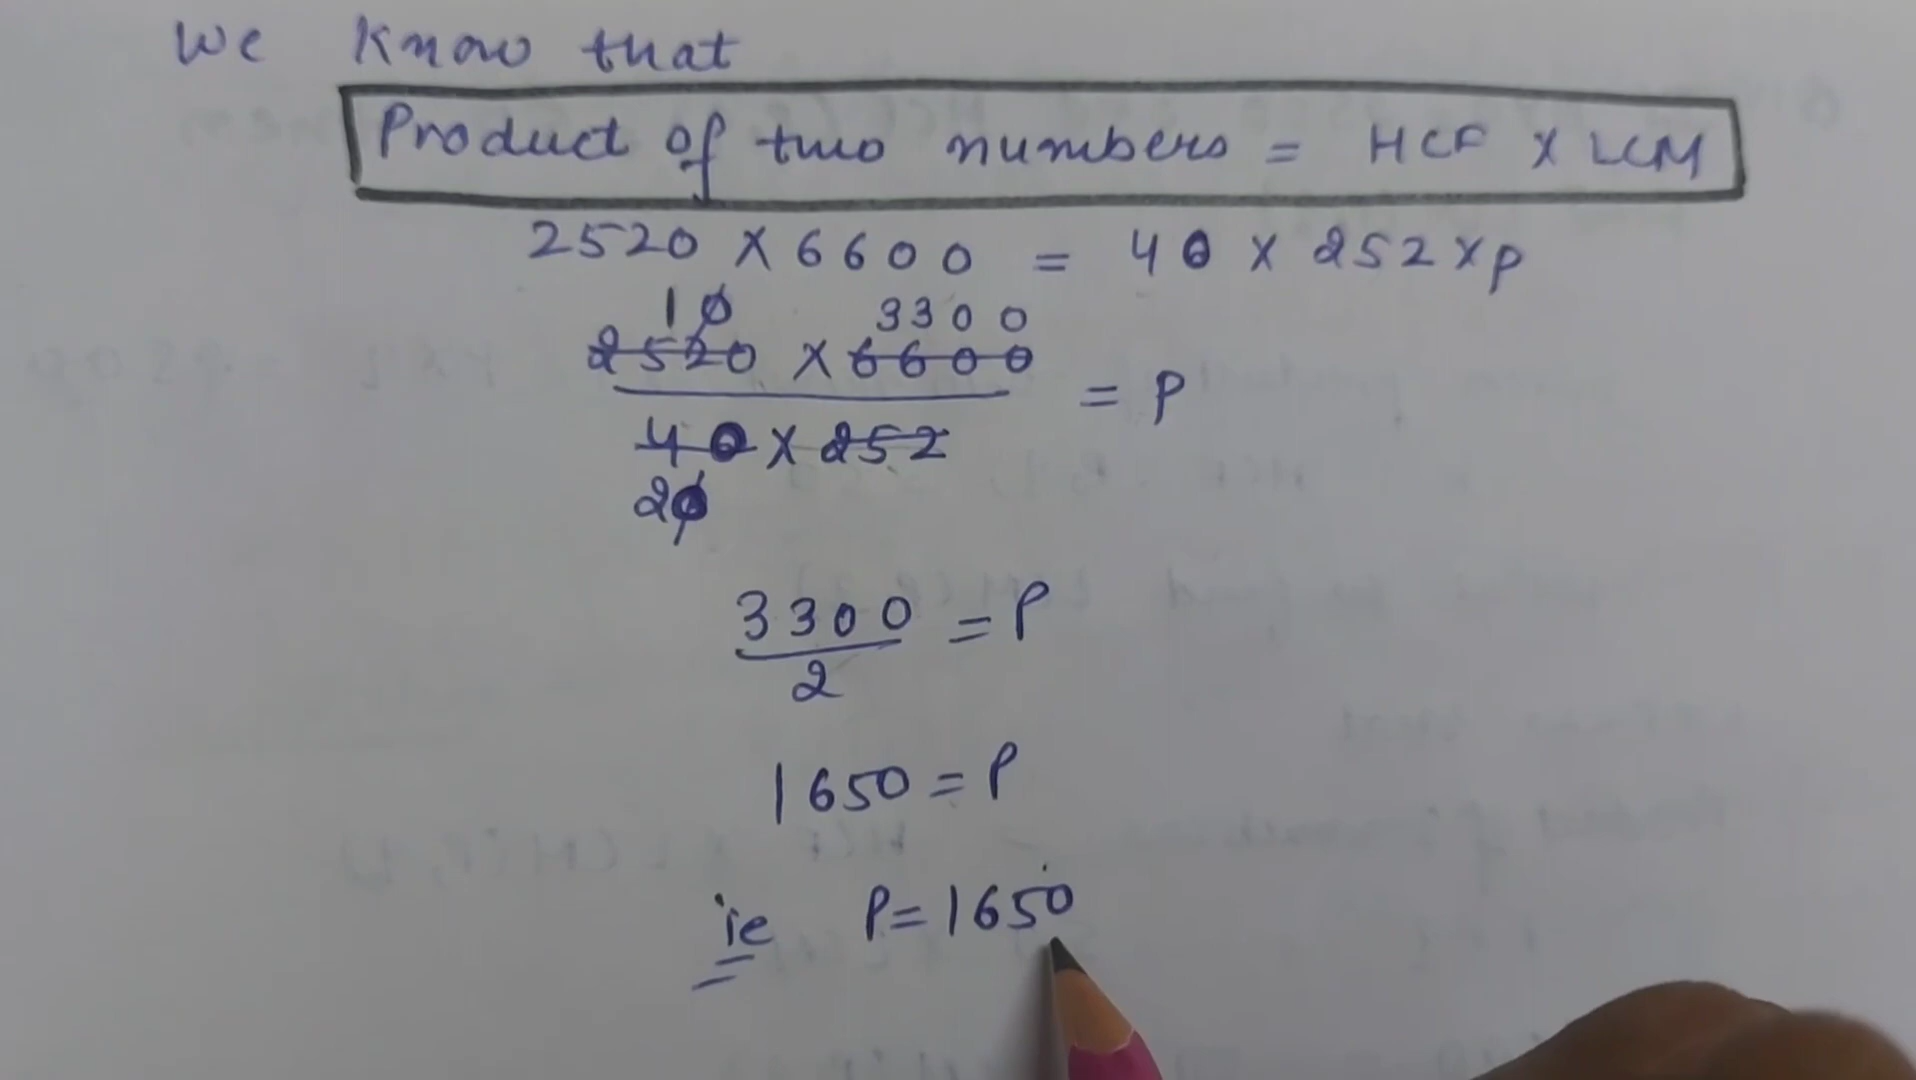 We know that
Product of two numbers = HCF X LCM
2520 X 6600 = 40 X 252 X P
10 3300
2520 X 6600
= P
40 X 252
20
3300 = P
2
1650 = P
ie P = 1650